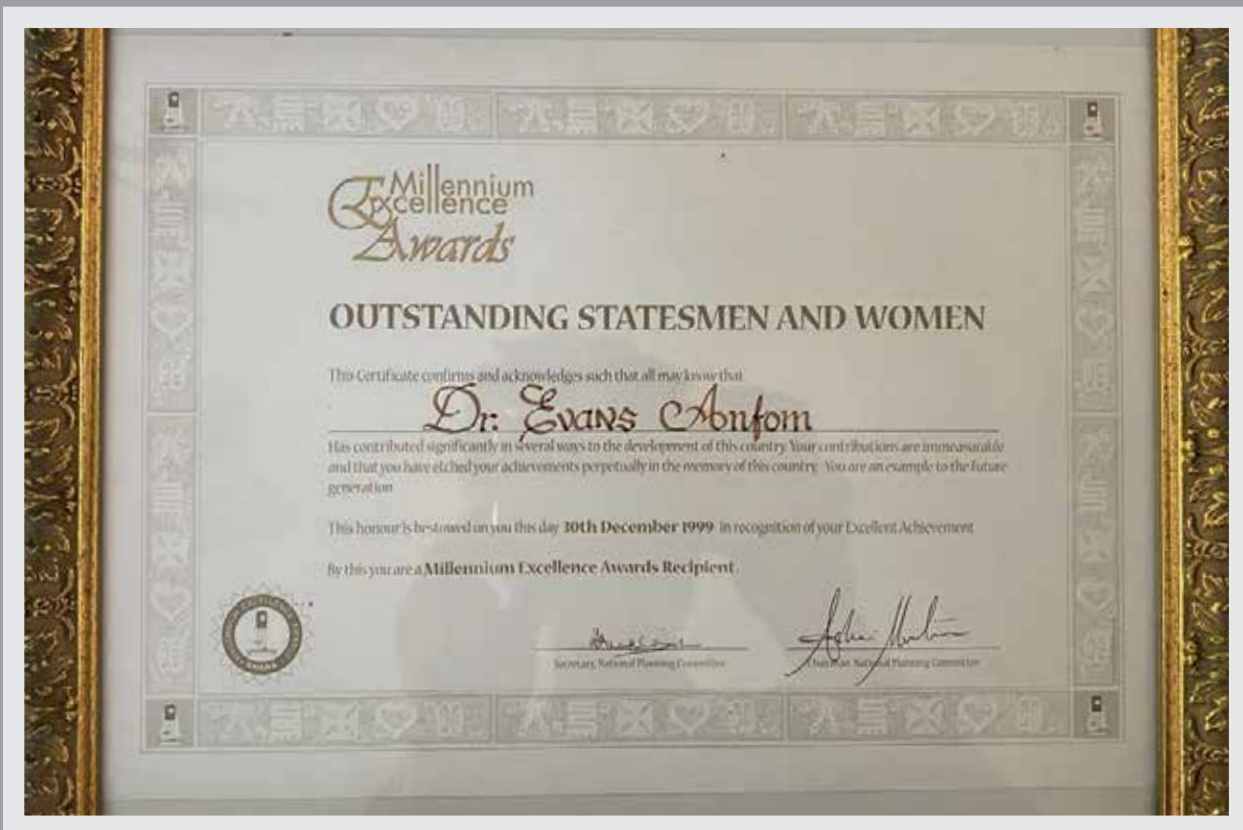 Millennium
Excellence
Awards
OUTSTANDING STATESMEN AND WOMEN
This Certificate confirms and acknowledges such that all may know that
Dr. Evans Anfom
Has contributed significantly in several ways to the development of this country. Your contributions are immeasurable
and that you have etched your achievements perpetually in the memory of this country. You are an example to the future
generation
This honour is bestowed on you this day 30th December 1999 in recognition of your Excellent Achievement
By this you are a Millennium Excellence Awards Recipient.
Secretary, National Planning Committee
Chairman, National Planning Committee
GHANA